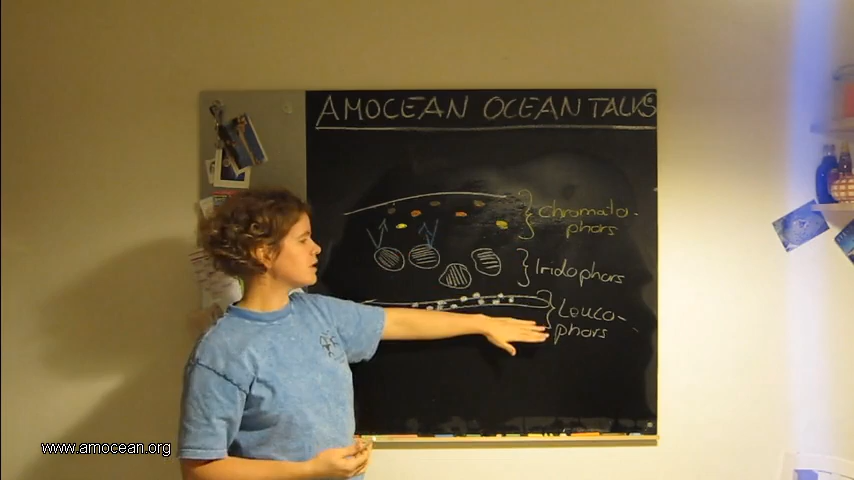 AMOCEAN OCEAN TALKS
chromato-
phors
Iridophors
Leuco-
phors
www.amocean.org